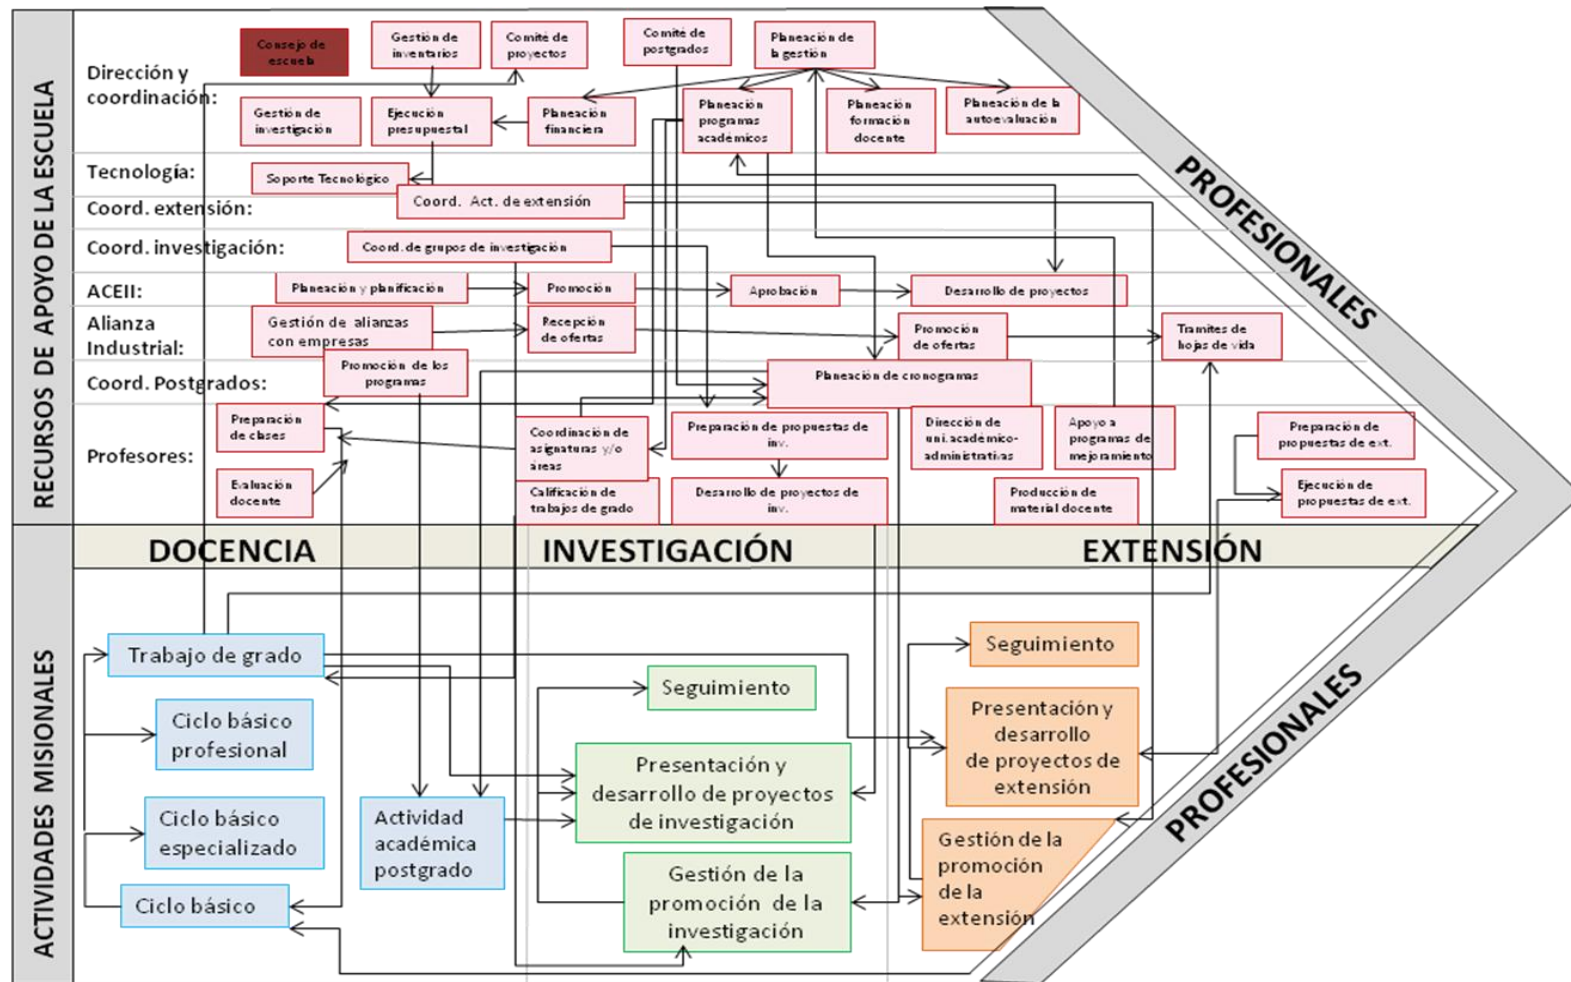 RECURSOS DE APOYO DE LA ESCUELA
Dirección y
coordinación:
Consejo de
escuela
Gestión de
inventarios
Comité de
proyectos
Comité de
postgrados
Planeación de
la gestión
Gestión de
investigación
Ejecución
presupuestal
Planeación
financiera
Planeación
programas
académicos
Planeación
formación
docente
Planeación de la
autoevaluación
Tecnología:
Soporte Tecnológico
Coord. extensión:
Coord. Act. de extensión
Coord. investigación:
Coord. de grupos de investigación
ACEII:
Planeación y planificación
Promoción
Aprobación
Desarrollo de proyectos
Alianza
Industrial:
Gestión de alianzas
con empresas
Recepción
de ofertas
Promoción
de ofertas
Tramites de
hojas de vida
Coord. Postgrados:
Promoción de los
programas
Planeación de cronogramas
Profesores:
Preparación
de clases
Evaluación
docente
Coordinación de
asignaturas y/o
áreas
Calificación de
trabajos de grado
Preparación de propuestas de
inv.
Desarrollo de proyectos de
inv.
Dirección de
uni. académico-
administrativas
Apoyo a
programas de
mejoramiento
Producción de
material docente
Preparación de
propuestas de ext.
Ejecución de
propuestas de ext.
PROFESIONALES
DOCENCIA
INVESTIGACIÓN
EXTENSIÓN
ACTIVIDADES MISIONALES
Trabajo de grado
Ciclo básico
profesional
Ciclo básico
especializado
Ciclo básico
Actividad
académica
postgrado
Seguimiento
Presentación y
desarrollo de proyectos
de investigación
Gestión de la
promoción de la
investigación
Seguimiento
Presentación y
desarrollo
de proyectos de
extensión
Gestión de la
promoción
de la
extensión
PROFESIONALES